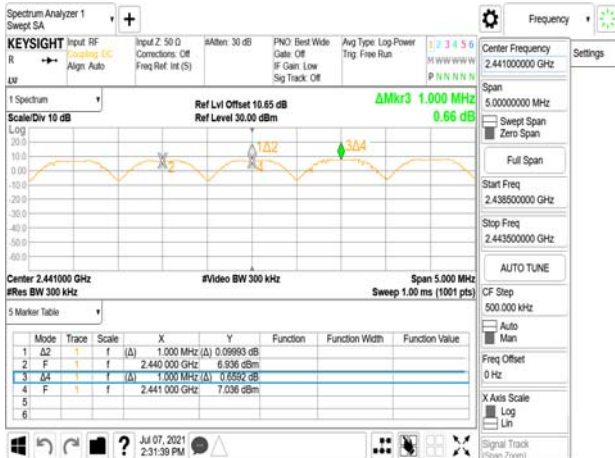 Spectrum Analyzer 1
Swept SA
+
Frequency
KEYSIGHT Input: RF Input Z: 50 Ω #Atten: 30 dB PNO: Best Wide Avg Type: Log-Power 1 2 3 4 5 6
R Coupling: DC Corrections: Off Gate: Off Trig: Free Run M W W W W W
Align: Auto Freq Ref: Int (S) IF Gain: Low P N N N N N
Sig Track: Off
LXI
1 Spectrum Ref Lvl Offset 10.65 dB ΔMkr3 1.000 MHz
Scale/Div 10 dB Ref Level 30.00 dBm 0.66 dB
Log
20.0
10.0
0.00
-10.0
-20.0
-30.0
-40.0
-50.0
-60.0
X2
1Δ2
X4
3Δ4
Center 2.441000 GHz #Video BW 300 kHz Span 5.000 MHz
#Res BW 300 kHz Sweep 1.00 ms (1001 pts)
5 Marker Table
Mode Trace Scale X Y Function Function Width Function Value
1 Δ2 1 f (Δ) 1.000 MHz (Δ) 0.09993 dB
2 F 1 f 2.440 000 GHz 6.936 dBm
3 Δ4 1 f (Δ) 1.000 MHz (Δ) 0.6592 dB
4 F 1 f 2.441 000 GHz 7.036 dBm
5
6
Jul 07, 2021
2:31:39 PM
Center Frequency
2.441000000 GHz
Settings
Span
5.00000000 MHz
Swept Span
Zero Span
Full Span
Start Freq
2.438500000 GHz
Stop Freq
2.443500000 GHz
AUTO TUNE
CF Step
500.000 kHz
Auto
Man
Freq Offset
0 Hz
X Axis Scale
Log
Lin
Signal Track
(Span Zoom)